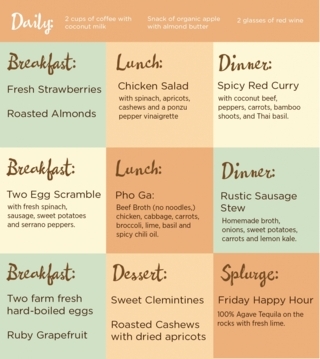 Daily:
2 cups of coffee with
coconut milk
Snack of organic apple
with almond butter
2 glasses of red wine
Breakfast:
Fresh Strawberries
Roasted Almonds
Lunch:
Chicken Salad
with spinach, apricots,
cashews and a ponzu
pepper vinaigrette
Dinner:
Spicy Red Curry
with coconut beef,
peppers, carrots, bamboo
shoots, and Thai basil.
Breakfast:
Two Egg Scramble
with fresh spinach,
sausage, sweet potatoes
and serrano peppers.
Lunch:
Pho Ga:
Beef Broth (no noodles,)
chicken, cabbage, carrots,
broccoli, lime, basil and
spicy chili oil.
Dinner:
Rustic Sausage
Stew
Homemade broth,
onions, sweet potatoes,
carrots and lemon kale.
Breakfast:
Two farm fresh
hard-boiled eggs
Ruby Grapefruit
Dessert:
Sweet Clementines
Roasted Cashews
with dried apricots
Splurge:
Friday Happy Hour
100% Agave Tequila on the
rocks with fresh lime.